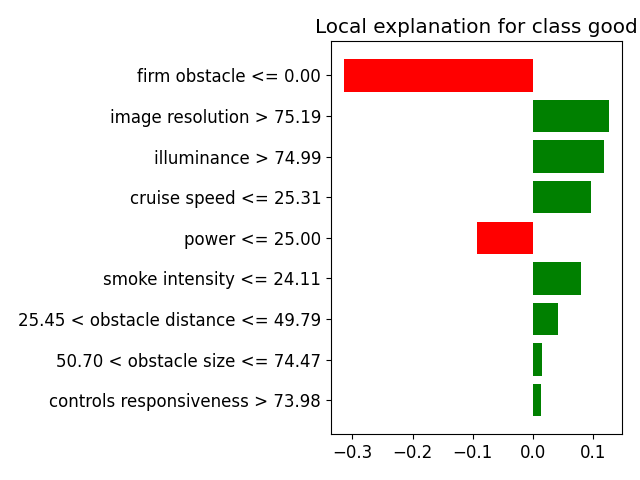 Local explanation for class good
firm obstacle <= 0.00
image resolution > 75.19
illuminance > 74.99
cruise speed <= 25.31
power <= 25.00
smoke intensity <= 24.11
25.45 < obstacle distance <= 49.79
50.70 < obstacle size <= 74.47
controls responsiveness > 73.98
−0.3 −0.2 −0.1 0.0 0.1